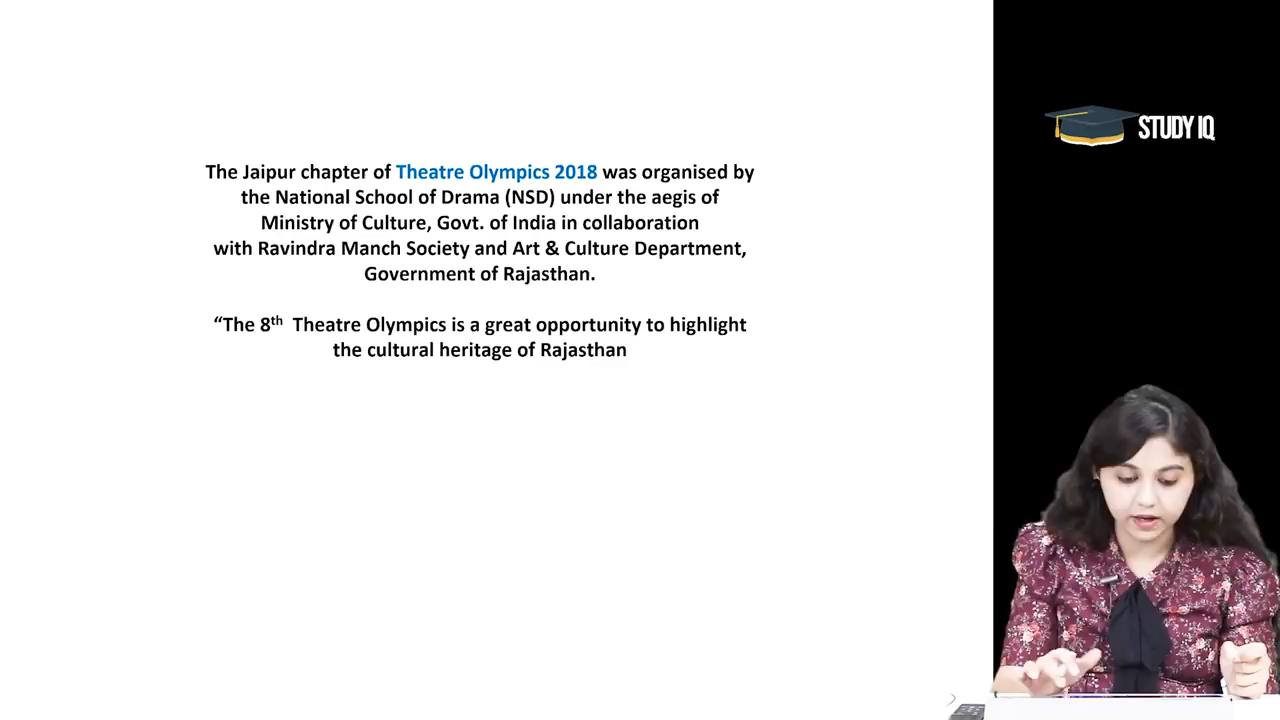 The Jaipur chapter of Theatre Olympics 2018 was organised by
the National School of Drama (NSD) under the aegis of
Ministry of Culture, Govt. of India in collaboration
with Ravindra Manch Society and Art & Culture Department,
Government of Rajasthan.
“The 8th Theatre Olympics is a great opportunity to highlight
the cultural heritage of Rajasthan
STUDY IQ